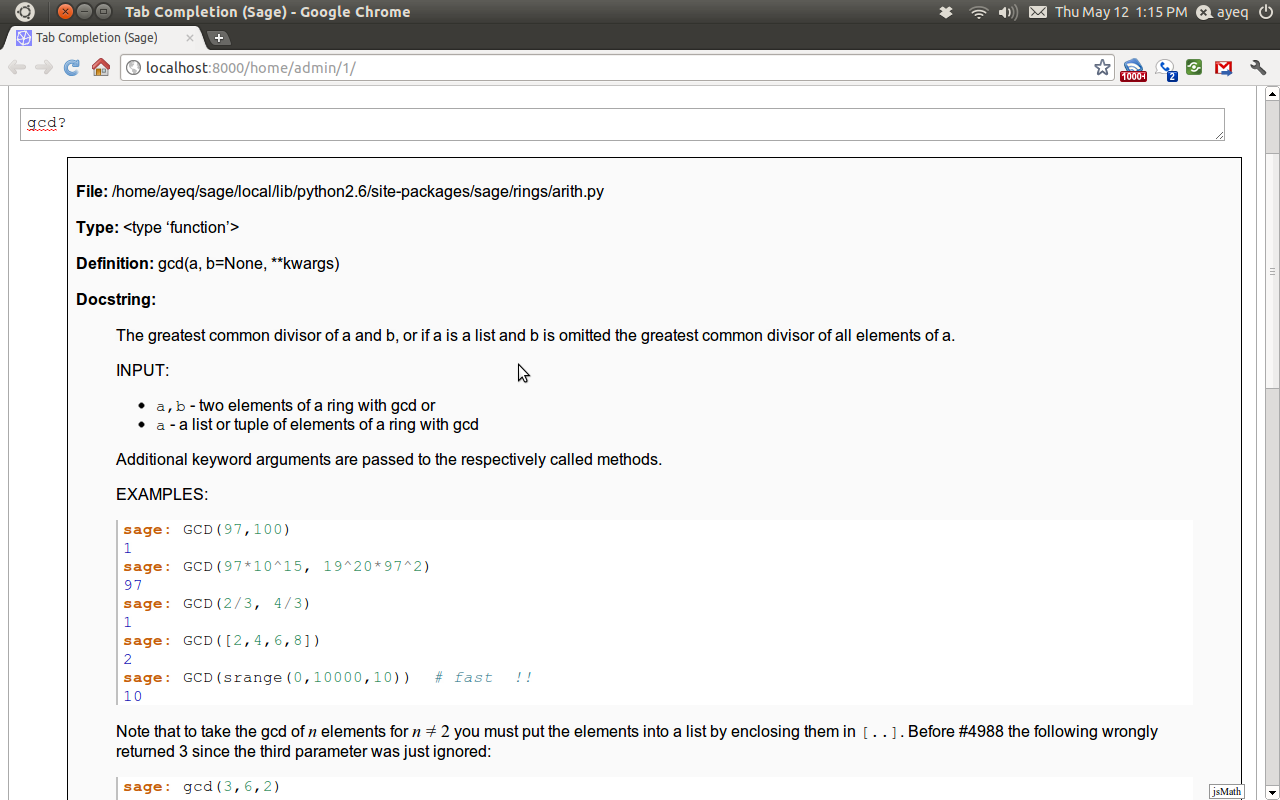 Tab Completion (Sage) - Google Chrome
Thu May 12 1:15 PM ayeq
Tab Completion (Sage)
localhost:8000/home/admin/1/
1000+
2
gcd?
File: /home/ayeq/sage/local/lib/python2.6/site-packages/sage/rings/arith.py
Type: <type ‘function’>
Definition: gcd(a, b=None, **kwargs)
Docstring:
The greatest common divisor of a and b, or if a is a list and b is omitted the greatest common divisor of all elements of a.
INPUT:
• a,b - two elements of a ring with gcd or
• a - a list or tuple of elements of a ring with gcd
Additional keyword arguments are passed to the respectively called methods.
EXAMPLES:
sage: GCD(97,100)
1
sage: GCD(97*10^15, 19^20*97^2)
97
sage: GCD(2/3, 4/3)
1
sage: GCD([2,4,6,8])
2
sage: GCD(srange(0,10000,10))  # fast  !!
10
Note that to take the gcd of n elements for n ≠ 2 you must put the elements into a list by enclosing them in [..]. Before #4988 the following wrongly
returned 3 since the third parameter was just ignored:
sage: gcd(3,6,2)
jsMath